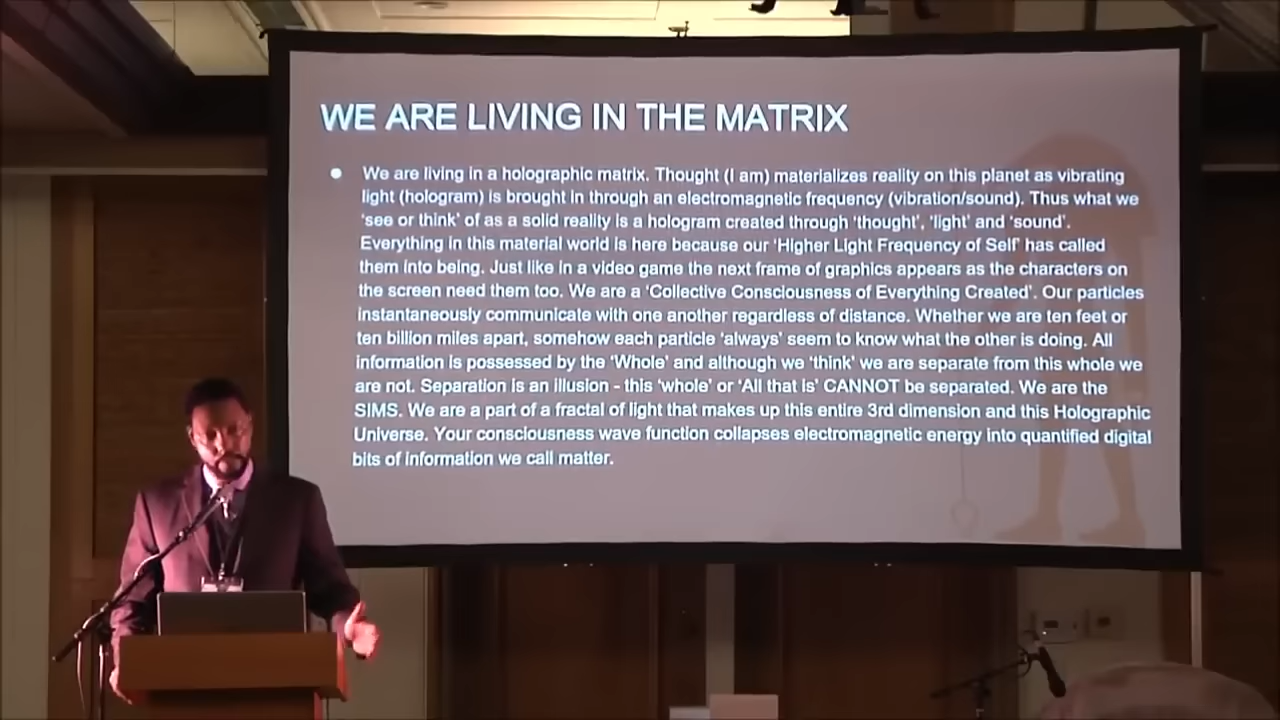 WE ARE LIVING IN THE MATRIX
We are living in a holographic matrix. Thought (I am) materializes reality on this planet as vibrating
light (hologram) is brought in through an electromagnetic frequency (vibration/sound). Thus what we
‘see or think’ of as a solid reality is a hologram created through ‘thought’, ‘light’ and ‘sound’.
Everything in this material world is here because our ‘Higher Light Frequency of Self’ has called
them into being. Just like in a video game the next frame of graphics appears as the characters on
the screen need them too. We are a ‘Collective Consciousness of Everything Created’. Our particles
instantaneously communicate with one another regardless of distance. Whether we are ten feet or
ten billion miles apart, somehow each particle ‘always’ seem to know what the other is doing. All
information is possessed by the ‘Whole’ and although we ‘think’ we are separate from this whole we
are not. Separation is an illusion - this ‘whole’ or ‘All that is’ CANNOT be separated. We are the
SIMS. We are a part of a fractal of light that makes up this entire 3rd dimension and this Holographic
Universe. Your consciousness wave function collapses electromagnetic energy into quantified digital
bits of information we call matter.